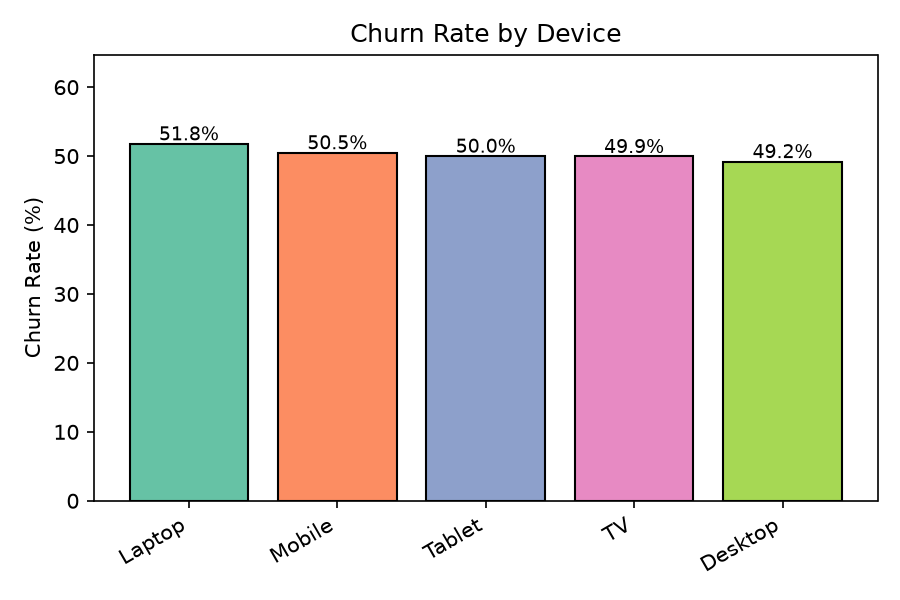 Churn Rate by Device
Churn Rate (%)
60
50
40
30
20
10
0
51.8%
50.5%
50.0%
49.9%
49.2%
Laptop
Mobile
Tablet
TV
Desktop